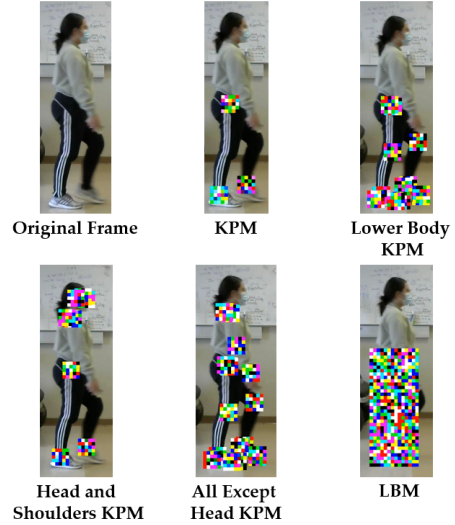 Original Frame
KPM
Lower Body
KPM
Head and
Shoulders KPM
All Except
Head KPM
LBM